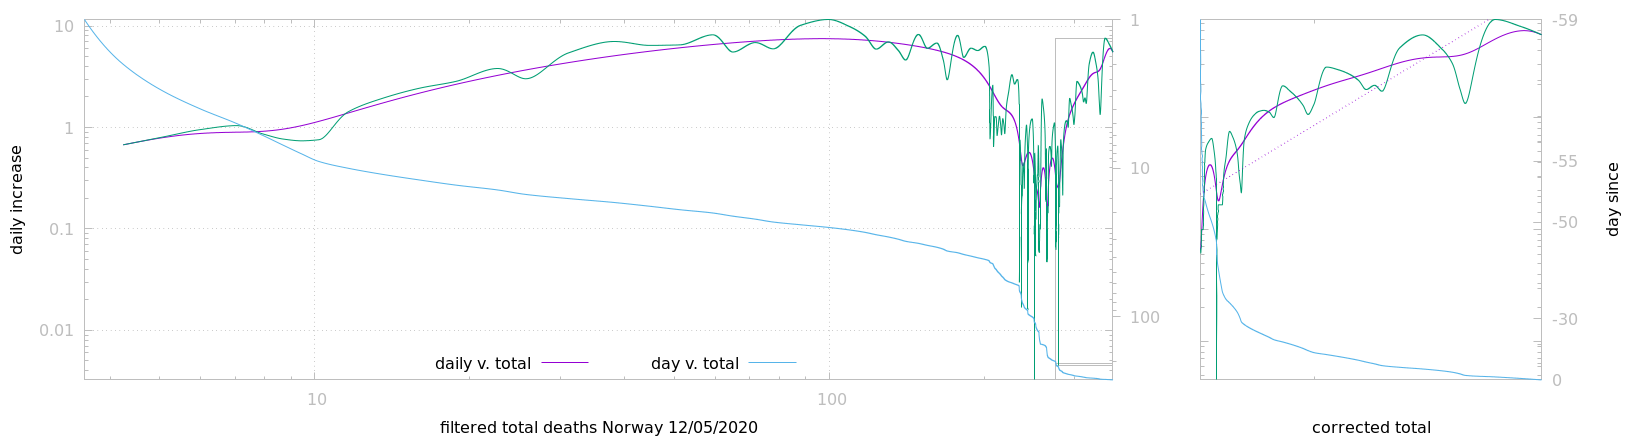 10
1
0.1
0.01
daily increase
daily v. total
day v. total
10
100
filtered total deaths Norway 12/05/2020
1
10
100
-59
-55
-50
-30
0
day since
corrected total